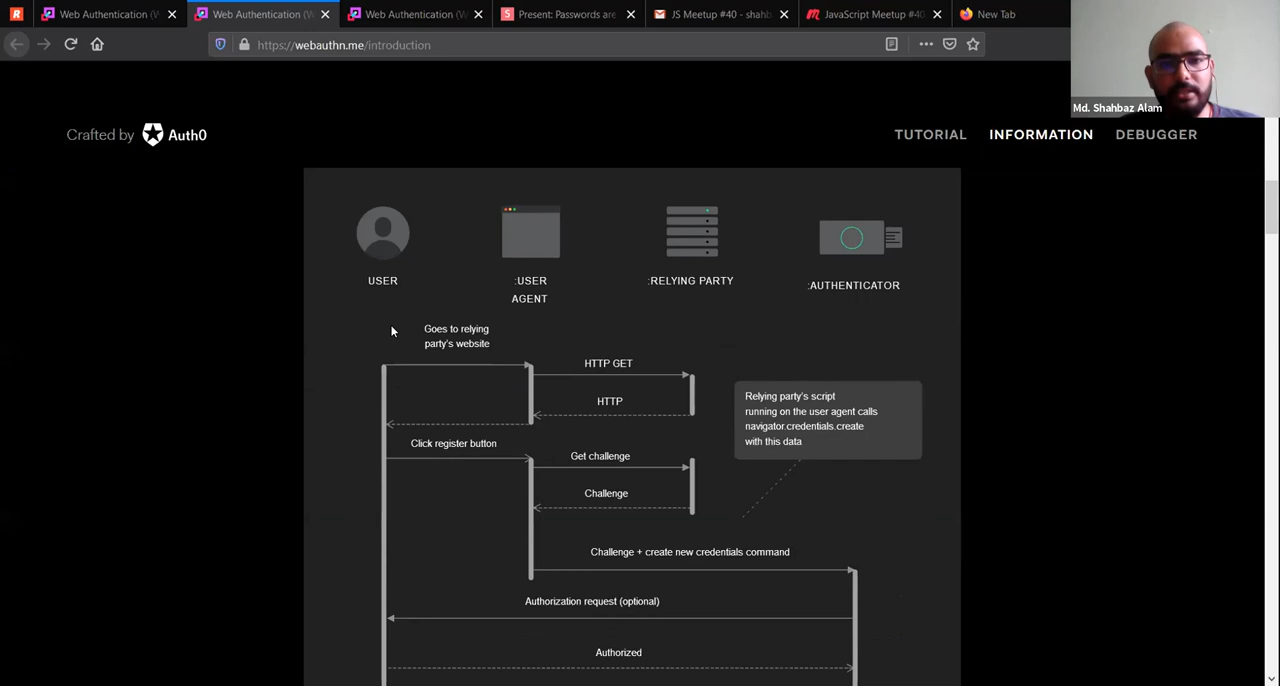 Web Authentication (W
Web Authentication (W
Web Authentication (W
Present: Passwords are
JS Meetup #40 - shahb
JavaScript Meetup #40
New Tab
https://webauthn.me/introduction
Md. Shahbaz Alam
Crafted by Auth0
TUTORIAL
INFORMATION
DEBUGGER
USER
:USER
AGENT
:RELYING PARTY
:AUTHENTICATOR
Goes to relying
party's website
HTTP GET
HTTP
Relying party's script
running on the user agent calls
navigator.credentials.create
with this data
Click register button
Get challenge
Challenge
Challenge + create new credentials command
Authorization request (optional)
Authorized